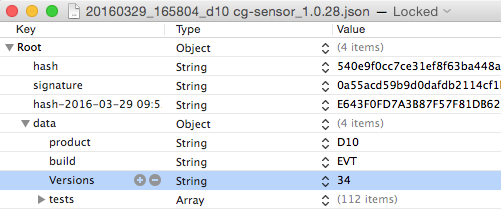 20160329_165804_d10 cg-sensor_1.0.28.json — Locked
Key Type Value
Root Object (4 items)
hash String 540e9f0cc7ce31ef8f63ba448a
signature String 0a55acd59b9d0dafdb2114cf1
hash-2016-03-29 09:5 String E643F0FD7A3B87F57F81DB62
data Object (4 items)
product String D10
build String EVT
Versions String 34
tests Array (112 items)